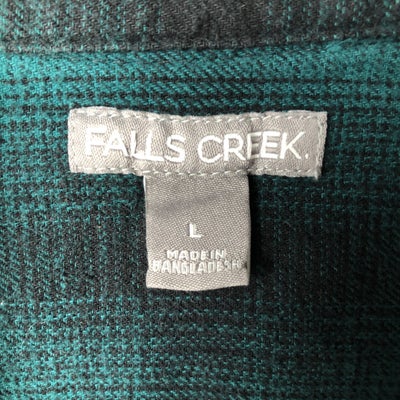 FALLS CREEK.
L
MADE IN
BANGLADESH